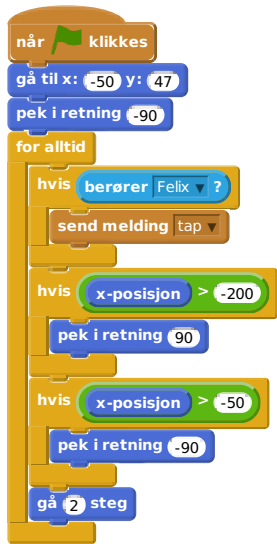 når klikkes
gå til x: -50 y: 47
pek i retning -90
for alltid
hvis berører Felix ?
send melding tap
hvis x-posisjon > -200
pek i retning 90
hvis x-posisjon > -50
pek i retning -90
gå 2 steg